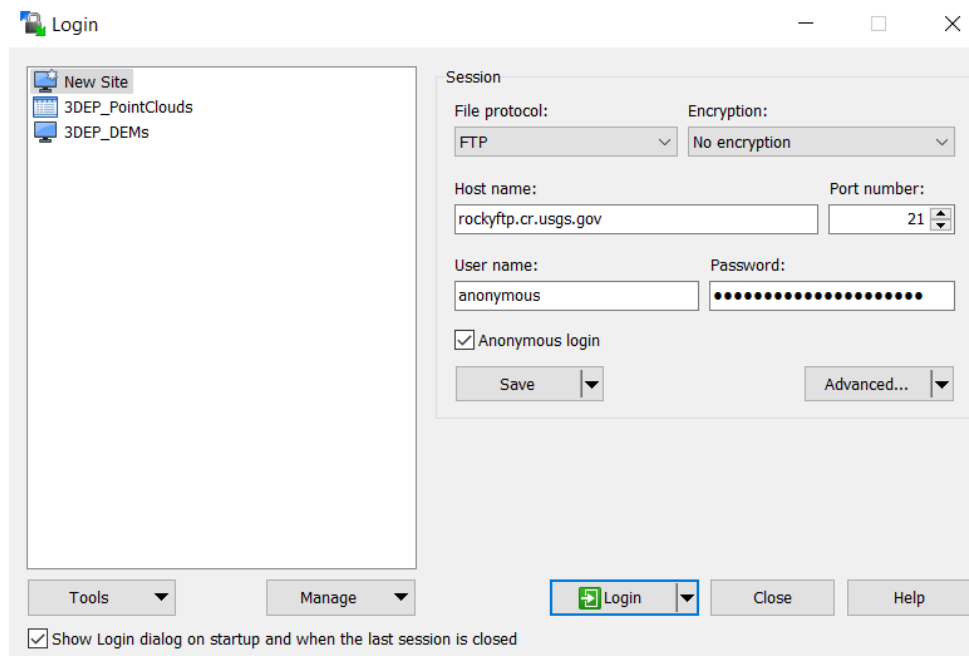 Login
New Site
3DEP_PointClouds
3DEP_DEMs
Session
File protocol: Encryption:
FTP No encryption
Host name: Port number:
rockyftp.cr.usgs.gov 21
User name: Password:
anonymous ●●●●●●●●●●●●●●●●●●●●●
Anonymous login
Save Advanced...
Tools Manage Login Close Help
Show Login dialog on startup and when the last session is closed